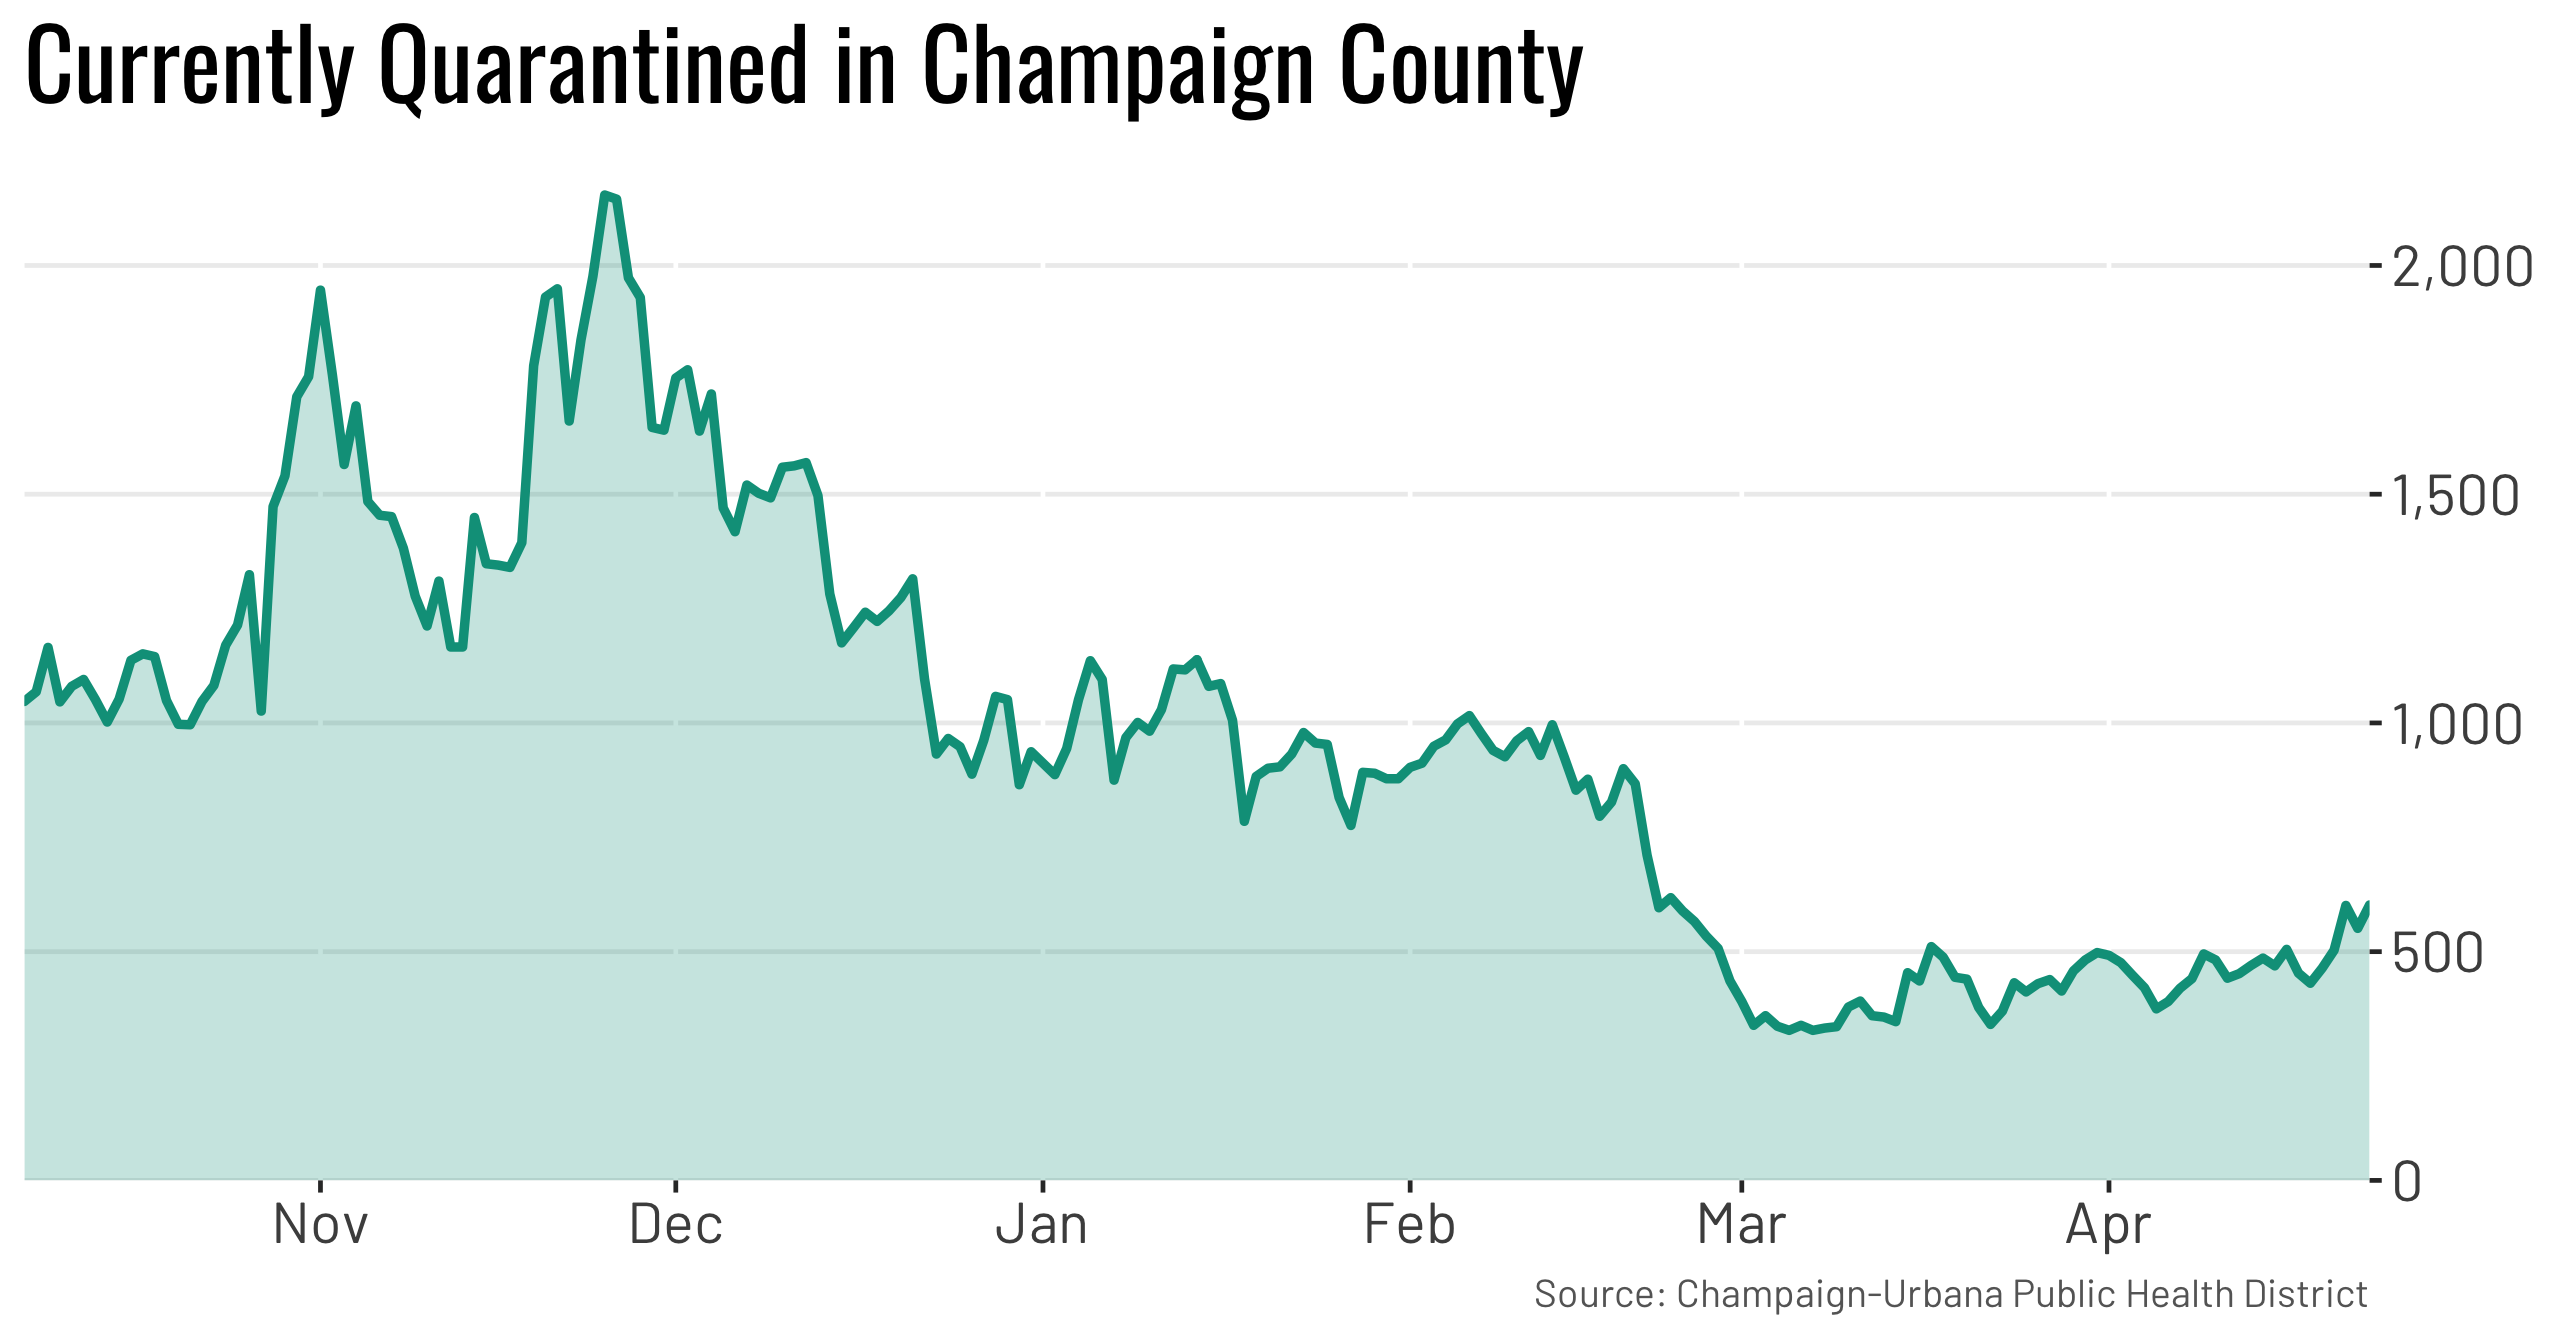 Currently Quarantined in Champaign County
2,000
1,500
1,000
500
0
Nov Dec Jan Feb Mar Apr
Source: Champaign-Urbana Public Health District